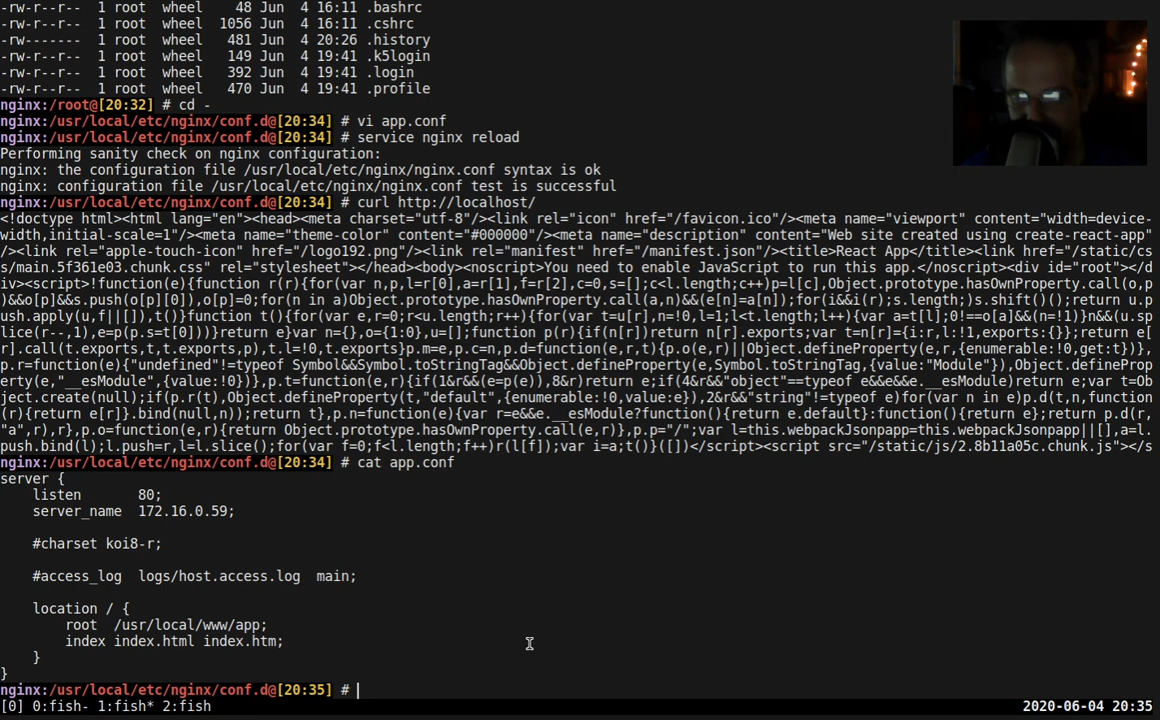 -rw-r--r--  1 root  wheel    48 Jun  4 16:11 .bashrc
-rw-r--r--  1 root  wheel  1056 Jun  4 16:11 .cshrc
-rw-------  1 root  wheel   481 Jun  4 20:26 .history
-rw-r--r--  1 root  wheel   149 Jun  4 19:41 .k5login
-rw-r--r--  1 root  wheel   392 Jun  4 19:41 .login
-rw-r--r--  1 root  wheel   470 Jun  4 19:41 .profile
nginx:/root@[20:32] # cd -
nginx:/usr/local/etc/nginx/conf.d@[20:34] # vi app.conf
nginx:/usr/local/etc/nginx/conf.d@[20:34] # service nginx reload
Performing sanity check on nginx configuration:
nginx: the configuration file /usr/local/etc/nginx/nginx.conf syntax is ok
nginx: configuration file /usr/local/etc/nginx/nginx.conf test is successful
nginx:/usr/local/etc/nginx/conf.d@[20:34] # curl http://localhost/
<!doctype html><html lang="en"><head><meta charset="utf-8"/><link rel="icon" href="/favicon.ico"/><meta name="viewport" content="width=device-
width,initial-scale=1"/><meta name="theme-color" content="#000000"/><meta name="description" content="Web site created using create-react-app"
/><link rel="apple-touch-icon" href="/logo192.png"/><link rel="manifest" href="/manifest.json"/><title>React App</title><link href="/static/cs
s/main.5f361e03.chunk.css" rel="stylesheet"></head><body><noscript>You need to enable JavaScript to run this app.</noscript><div id="root"></d
iv><script>!function(e){function r(r){for(var n,p,l=r[0],a=r[1],f=r[2],c=0,s=[];c<l.length;c++)p=l[c],Object.prototype.hasOwnProperty.call(o,p
)&&o[p]&&s.push(o[p][0]),o[p]=0;for(n in a)Object.prototype.hasOwnProperty.call(a,n)&&(e[n]=a[n]);for(i&&i(r);s.length;)s.shift()();return u.p
ush.apply(u,f||[]),t()}function t(){for(var e,r=0;r<u.length;r++){for(var t=u[r],n=!0,l=1;l<t.length;l++){var a=t[l];0!==o[a]&&(n=!1)}n&&(u.sp
lice(r--,1),e=p(p.s=t[0]))}return e}var n={},o={1:0},u=[];function p(r){if(n[r])return n[r].exports;var t=n[r]={i:r,l:!1,exports:{}};return e[
r].call(t.exports,t,t.exports,p),t.l=!0,t.exports}p.m=e,p.c=n,p.d=function(e,r,t){p.o(e,r)||Object.defineProperty(e,r,{enumerable:!0,get:t})},
p.r=function(e){"undefined"!=typeof Symbol&&Symbol.toStringTag&&Object.defineProperty(e,Symbol.toStringTag,{value:"Module"}),Object.defineProp
erty(e,"__esModule",{value:!0})},p.t=function(e,r){if(1&r&&(e=p(e)),8&r)return e;if(4&r&&"object"==typeof e&&e&&e.__esModule)return e;var t=Ob
ject.create(null);if(p.r(t),Object.defineProperty(t,"default",{enumerable:!0,value:e}),2&r&&"string"!=typeof e)for(var n in e)p.d(t,n,function
(r){return e[r]}.bind(null,n));return t},p.n=function(e){var r=e&&e.__esModule?function(){return e.default}:function(){return e};return p.d(r,
"a",r),r},p.o=function(e,r){return Object.prototype.hasOwnProperty.call(e,r)},p.p="/";var l=this.webpackJsonpapp=this.webpackJsonpapp||[],a=l.
push.bind(l);l.push=r,l=l.slice();for(var f=0;f<l.length;f++)r(l[f]);var i=a;t()}([])</script><script src="/static/js/2.8b11a05c.chunk.js"></s
nginx:/usr/local/etc/nginx/conf.d@[20:34] # cat app.conf
server {
    listen       80;
    server_name  172.16.0.59;
    #charset koi8-r;
    #access_log  logs/host.access.log  main;
    location / {
        root  /usr/local/www/app;
        index index.html index.htm;
    }
}
nginx:/usr/local/etc/nginx/conf.d@[20:35] #
[0] 0:fish- 1:fish* 2:fish 2020-06-04 20:35